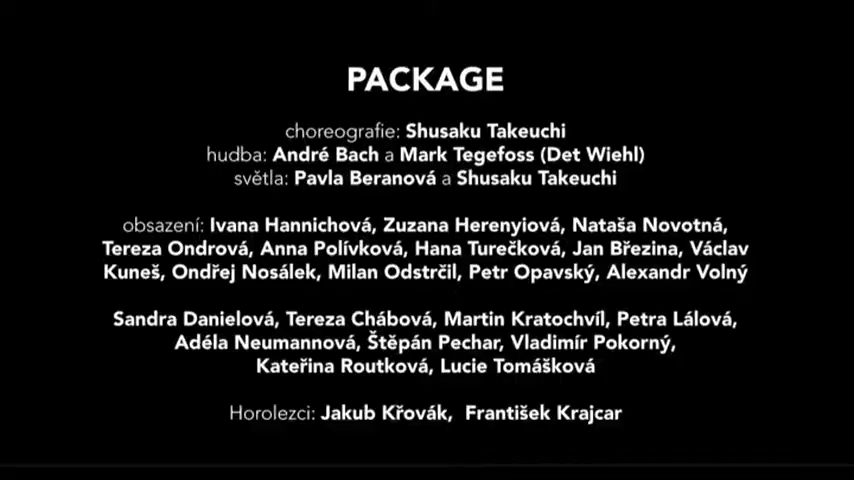 PACKAGE
choreografie: Shusaku Takeuchi
hudba: André Bach a Mark Tegefoss (Det Wiehl)
světla: Pavla Beranová a Shusaku Takeuchi
obsazení: Ivana Hannichová, Zuzana Herenyiová, Nataša Novotná,
Tereza Ondrová, Anna Polívková, Hana Turečková, Jan Březina, Václav
Kuneš, Ondřej Nosálek, Milan Odstrčil, Petr Opavský, Alexandr Volný
Sandra Danielová, Tereza Chábová, Martin Kratochvíl, Petra Lálová,
Adéla Neumannová, Štěpán Pechar, Vladimír Pokorný,
Kateřina Routková, Lucie Tomášková
Horolezci: Jakub Křovák, František Krajcar